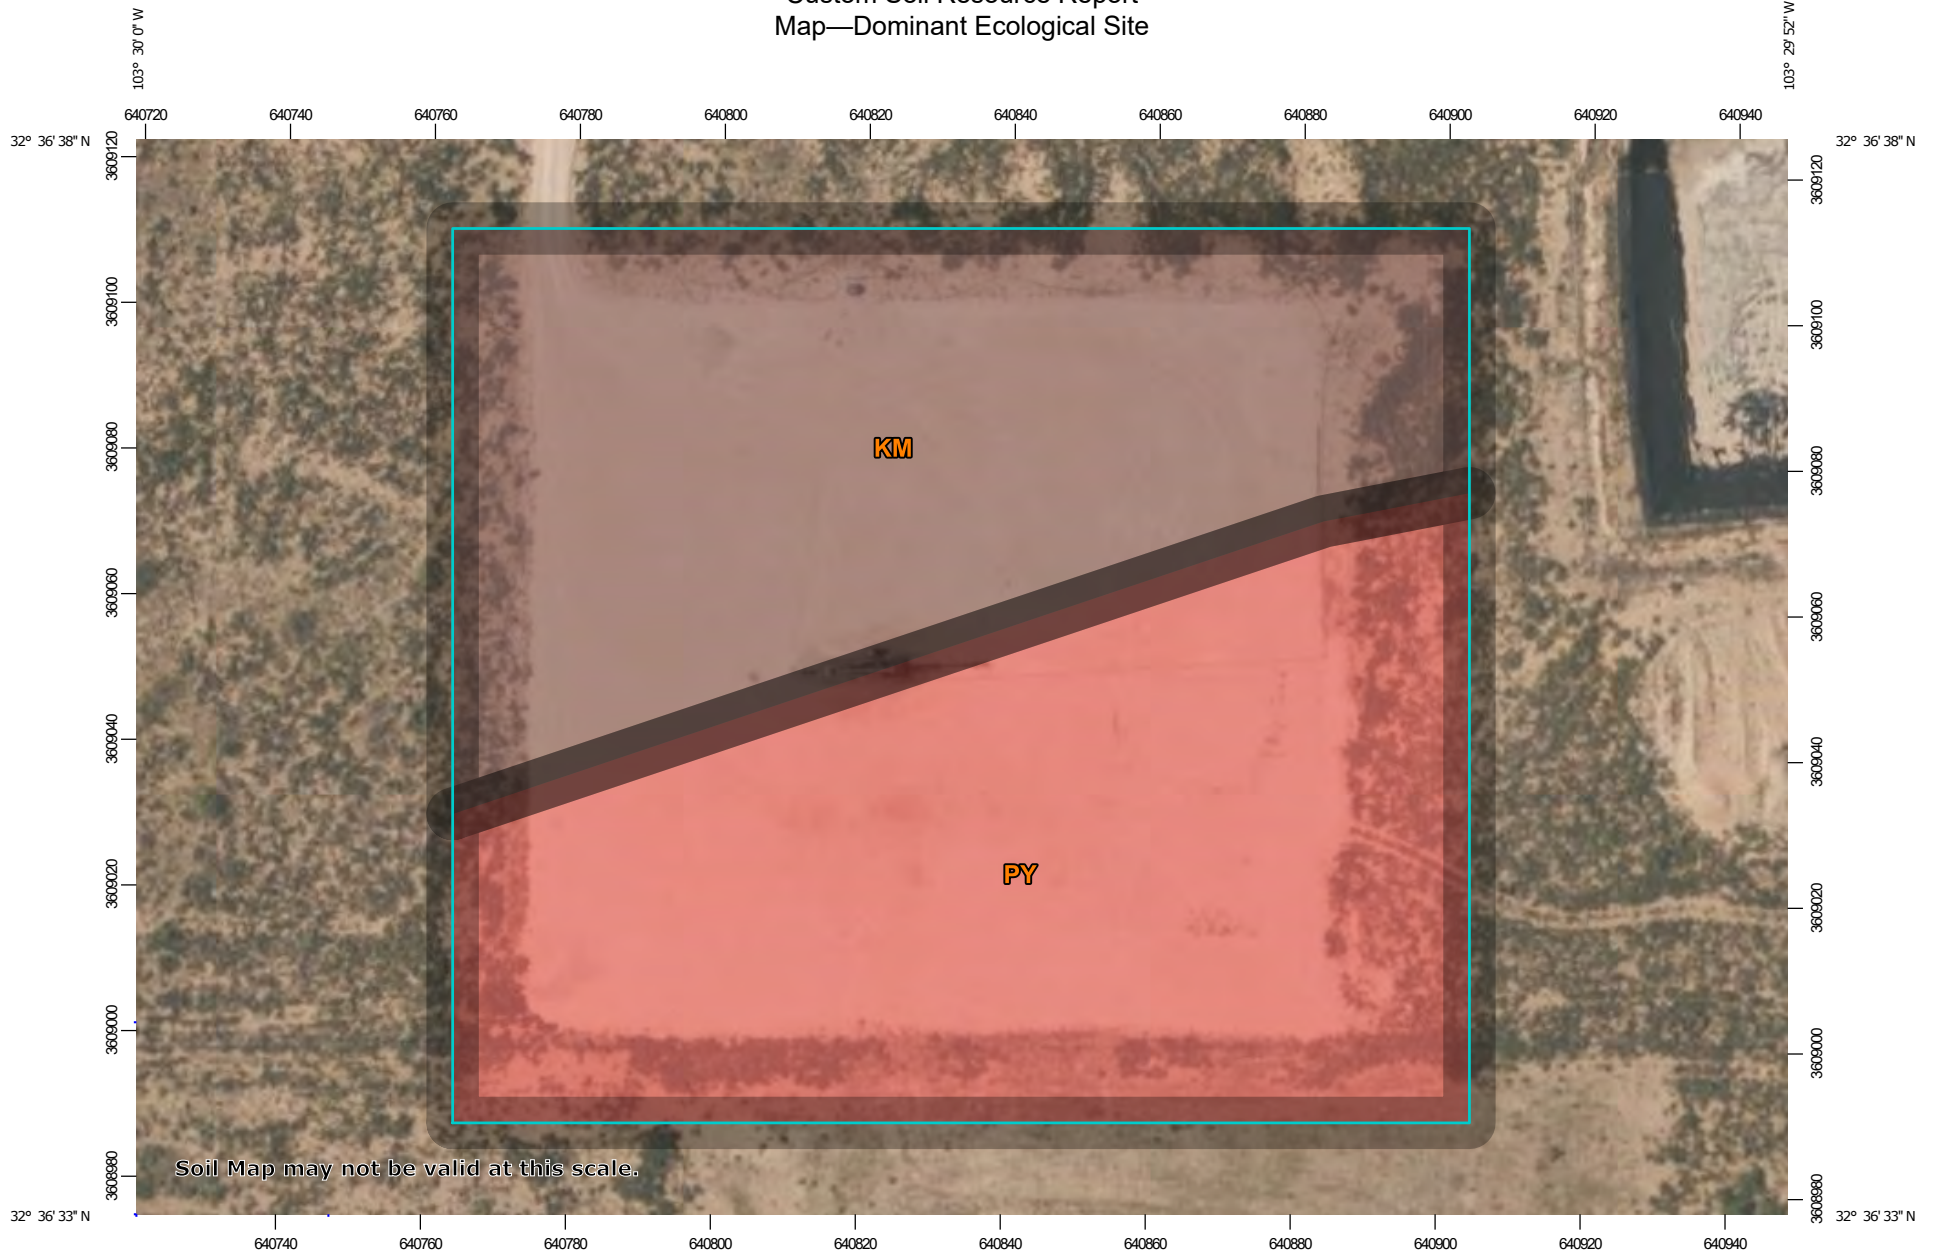 Custom Soil Resource Report
Map—Dominant Ecological Site
103° 30' 0'' W
103° 29' 52'' W
640720 640740 640760 640780 640800 640820 640840 640860 640880 640900 640920 640940
32° 36' 38'' N
32° 36' 38'' N
3609120
3609100
3609080
3609060
3609040
3609020
3609000
3608980
3609120
3609100
3609080
3609060
3609040
3609020
3609000
3608980
KM
PY
Soil Map may not be valid at this scale.
32° 36' 33'' N
32° 36' 33'' N
640740 640760 640780 640800 640820 640840 640860 640880 640900 640920 640940